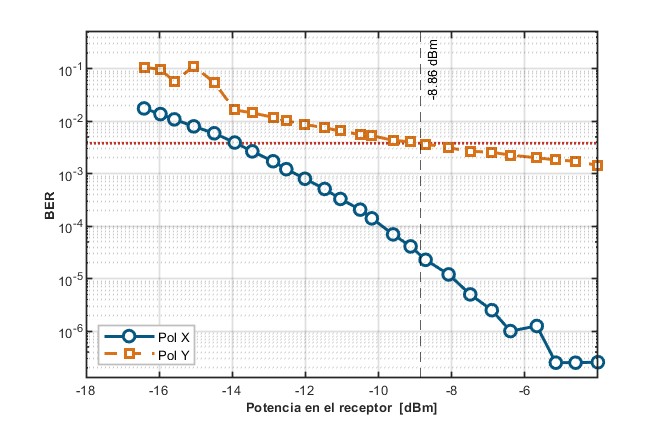 -8.86 dBm
10-1
10-2
10-3
10-4
10-5
10-6
BER
Pol X
Pol Y
-18 -16 -14 -12 -10 -8 -6
Potencia en el receptor [dBm]